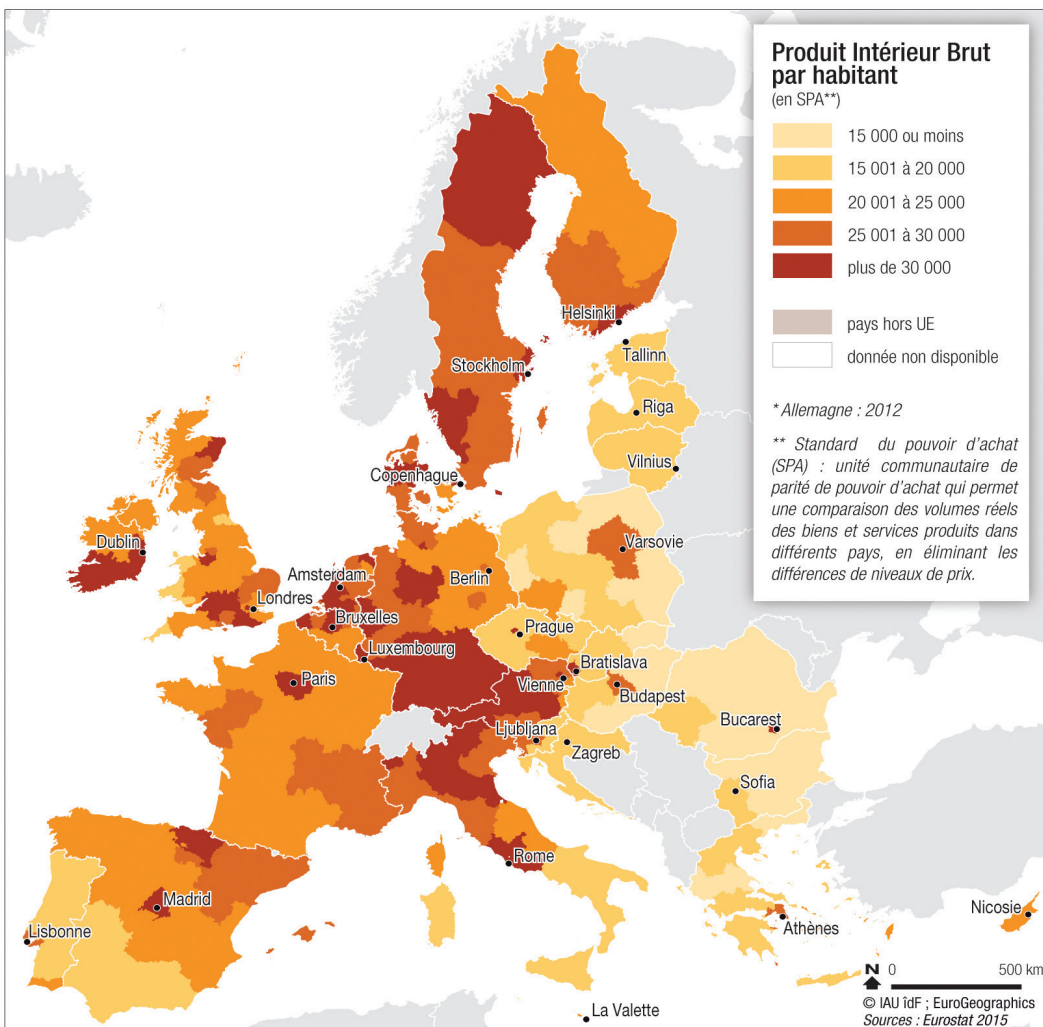 Produit Intérieur Brut
par habitant
(en SPA**)
15 000 ou moins
15 001 à 20 000
20 001 à 25 000
25 001 à 30 000
plus de 30 000
pays hors UE
donnée non disponible
* Allemagne : 2012
** Standard du pouvoir d'achat
(SPA) : unité communautaire de
parité de pouvoir d'achat qui permet
une comparaison des volumes réels
des biens et services produits dans
différents pays, en éliminant les
différences de niveaux de prix.
Helsinki
Tallinn
Stockholm
Riga
Vilnius
Copenhague
Dublin
Varsovie
Amsterdam
Berlin
Londres
Bruxelles
Prague
Luxembourg
Paris
Bratislava
Vienne
Budapest
Bucarest
Ljubljana
Zagreb
Sofia
Rome
Madrid
Nicosie
Lisbonne
Athènes
N 0 500 km
La Valette
© IAU îdF ; EuroGeographics
Sources : Eurostat 2015